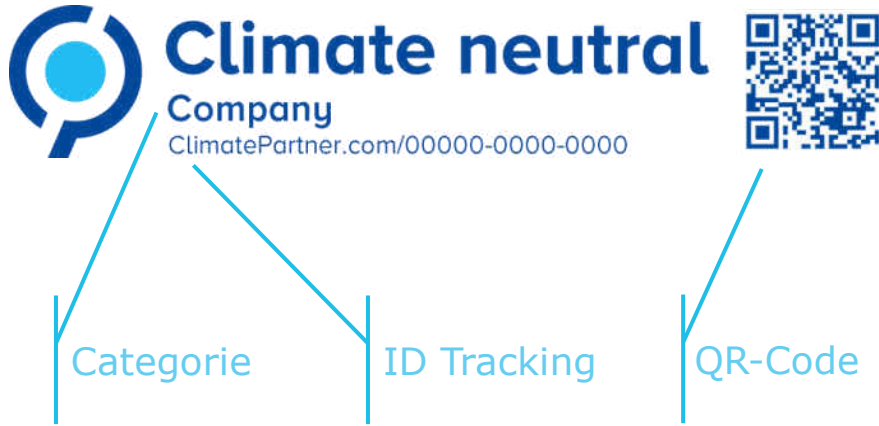 Climate neutral
Company
ClimatePartner.com/00000-0000-0000
Categorie
ID Tracking
QR-Code